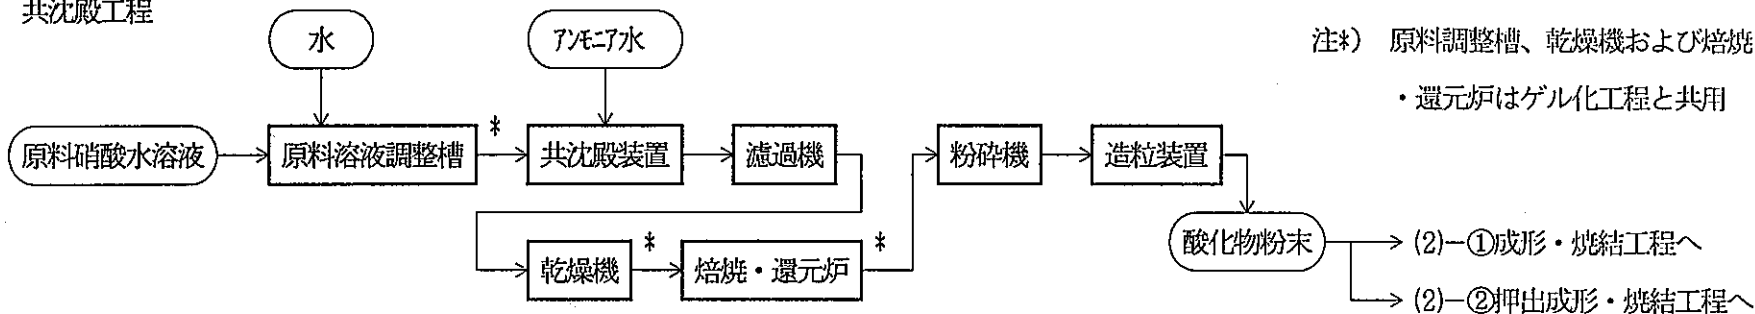 共沈殿工程
水
アンモニア水
注*) 原料調整槽、乾燥機および焙焼
・還元炉はゲル化工程と共用
原料硝酸水溶液
原料溶液調整槽
*
共沈殿装置
濾過機
粉砕機
造粒装置
乾燥機
*
焙焼・還元炉
*
酸化物粉末
(2)-①成形・焼結工程へ
(2)-②押出成形・焼結工程へ